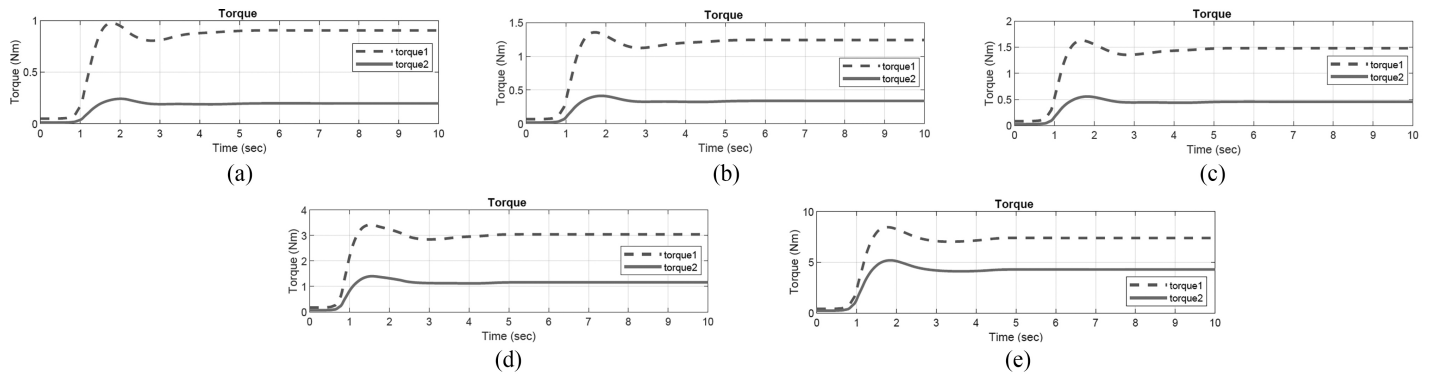 Torque
Torque (Nm)
1
0.5
0
torque1
torque2
0 1 2 3 4 5 6 7 8 9 10
Time (sec)
(a)
Torque
Torque (Nm)
1.5
1
0.5
0
torque1
torque2
0 1 2 3 4 5 6 7 8 9 10
Time (sec)
(b)
Torque
Torque (Nm)
2
1.5
1
0.5
0
torque1
torque2
0 1 2 3 4 5 6 7 8 9 10
Time (sec)
(c)
Torque
Torque (Nm)
4
3
2
1
0
torque1
torque2
0 1 2 3 4 5 6 7 8 9 10
Time (sec)
(d)
Torque
Torque (Nm)
10
5
0
torque1
torque2
0 1 2 3 4 5 6 7 8 9 10
Time (sec)
(e)